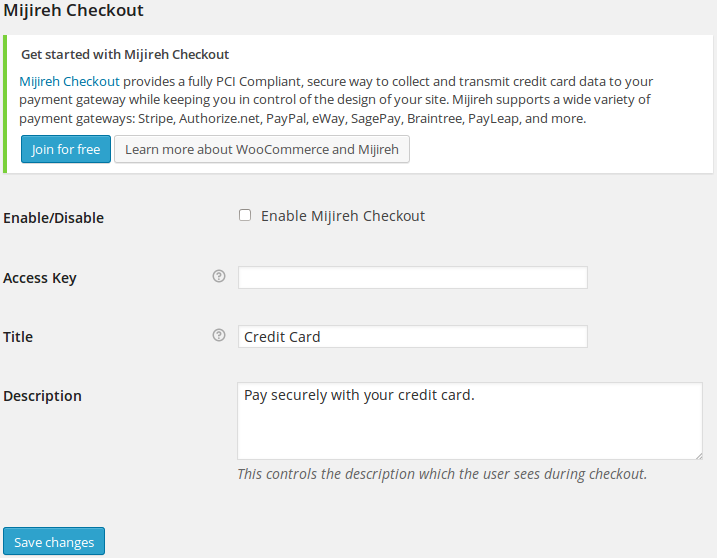 Mijireh Checkout
Get started with Mijireh Checkout
Mijireh Checkout provides a fully PCI Compliant, secure way to collect and transmit credit card data to your
payment gateway while keeping you in control of the design of your site. Mijireh supports a wide variety of
payment gateways: Stripe, Authorize.net, PayPal, eWay, SagePay, Braintree, PayLeap, and more.
Join for free Learn more about WooCommerce and Mijireh
Enable/Disable Enable Mijireh Checkout
Access Key ?
Title ? Credit Card
Description Pay securely with your credit card.
This controls the description which the user sees during checkout.
Save changes